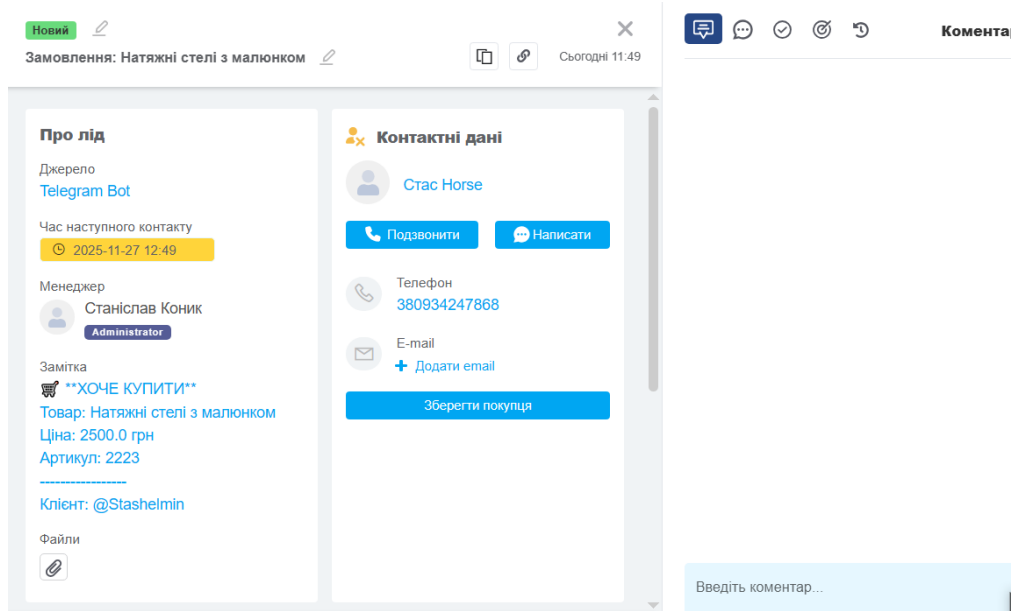 Новий
Замовлення: Натяжні стелі з малюнком
Сьогодні 11:49
Про лід
Джерело
Telegram Bot
Час наступного контакту
2025-11-27 12:49
Менеджер
Станіслав Коник
Administrator
Замітка
**ХОЧЕ КУПИТИ**
Товар: Натяжні стелі з малюнком
Ціна: 2500.0 грн
Артикул: 2223
-----------------
Клієнт: @Stashelmin
Файли
Контактні дані
Стас Horse
Подзвонити
Написати
Телефон
380934247868
E-mail
Додати email
Зберегти покупця
Комента
Введіть коментар...